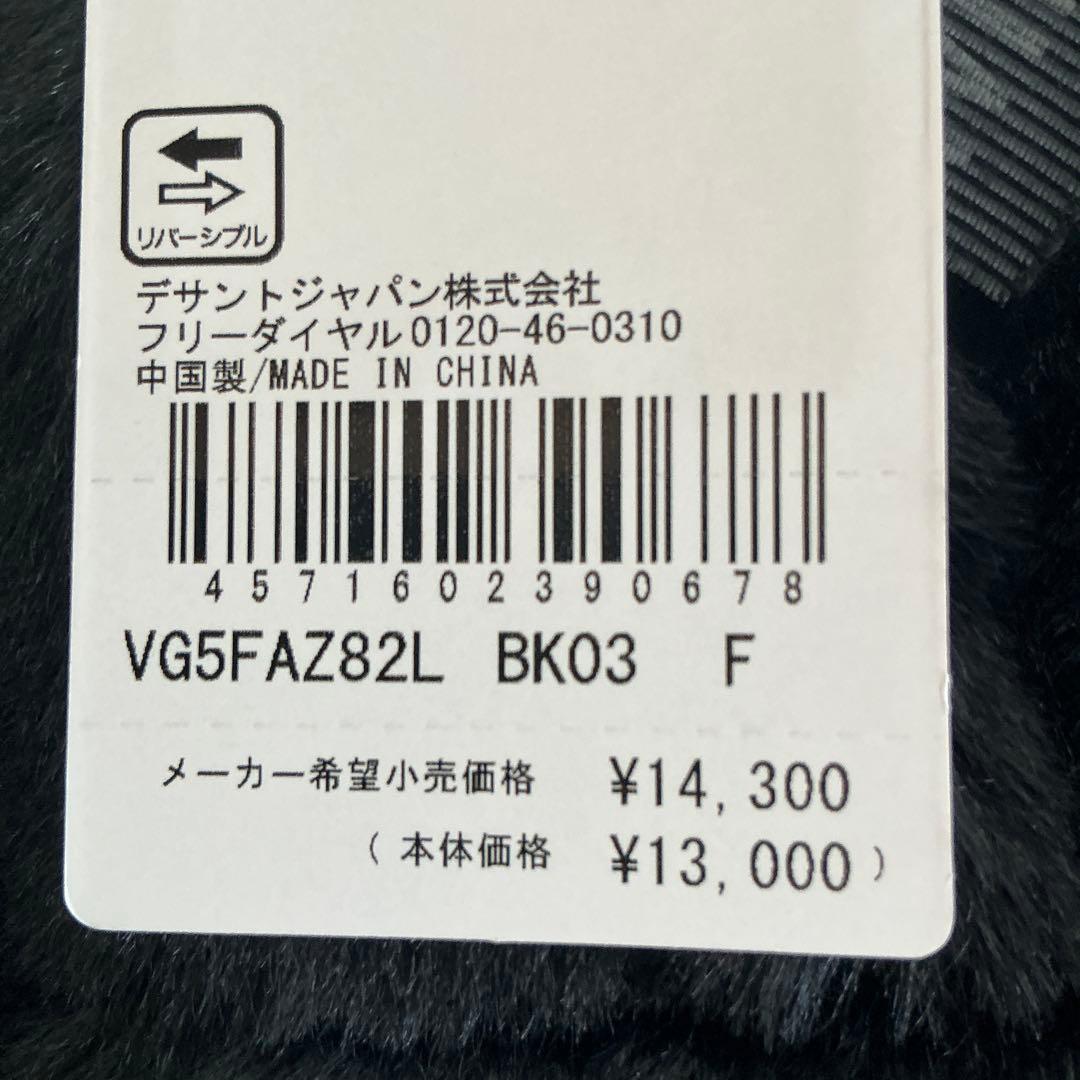 リバーシブル
デサントジャパン株式会社
フリーダイヤル0120-46-0310
中国製/MADE IN CHINA
4571602390678
VG5FAZ82L BK03 F
メーカー希望小売価格 ¥14,300
(本体価格 ¥13,000)